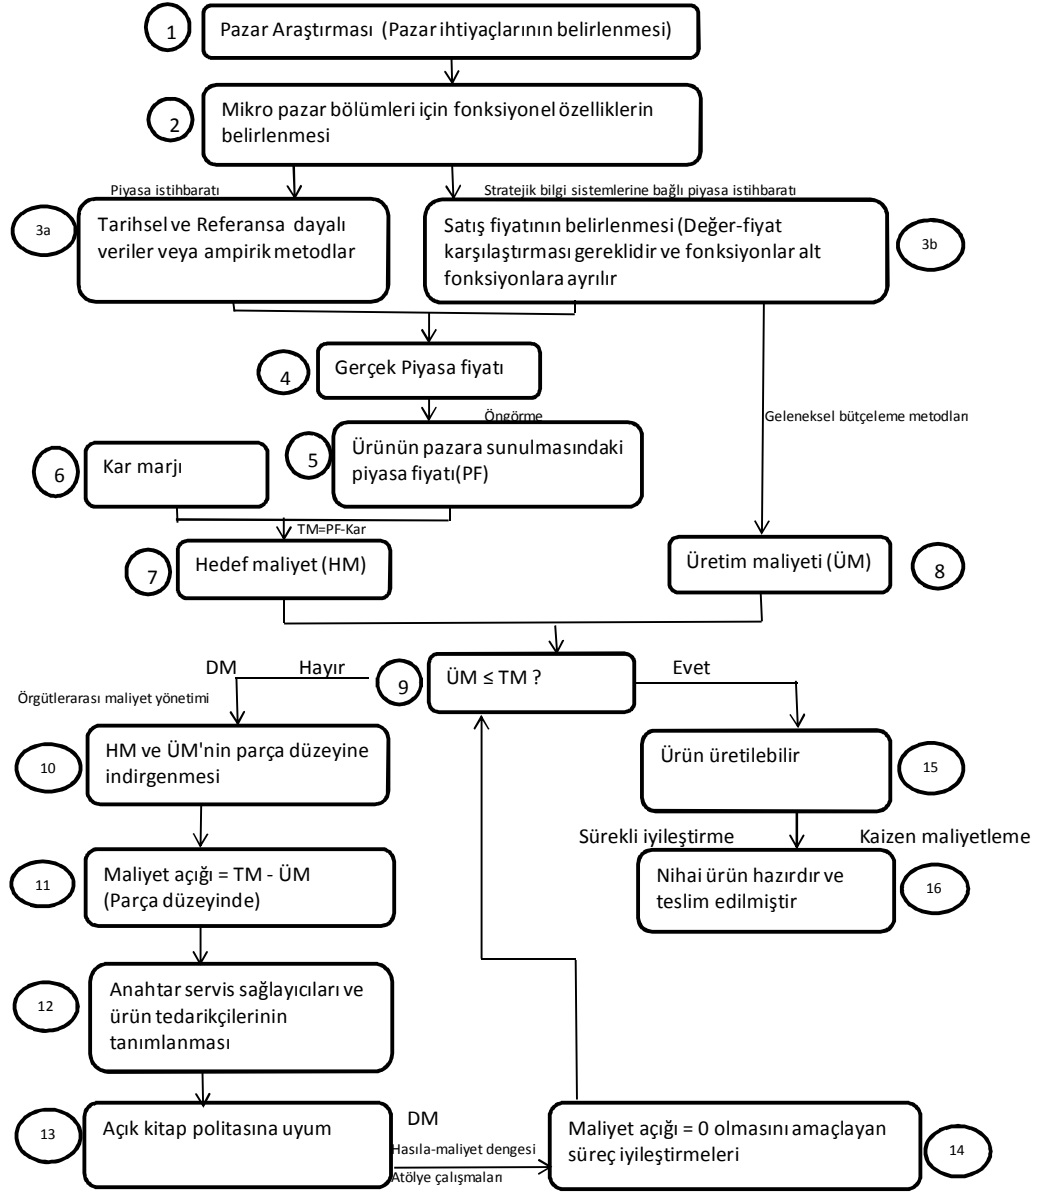 1
Pazar Araştırması (Pazar ihtiyaçlarının belirlenmesi)
2
Mikro pazar bölümleri için fonksiyonel özelliklerin
belirlenmesi
Piyasa istihbaratı
Stratejik bilgi sistemlerine bağlı piyasa istihbaratı
3a
Tarihsel ve Referansa dayalı
veriler veya ampirik metodlar
Satış fiyatının belirlenmesi (Değer-fiyat
karşılaştırması gereklidir ve fonksiyonlar alt
fonksiyonlara ayrılır
3b
4
Gerçek Piyasa fiyatı
Öngörme
Geleneksel bütçeleme metodları
6
Kar marjı
5
Ürünün pazara sunulmasındaki
piyasa fiyatı(PF)
TM=PF-Kar
7
Hedef maliyet (HM)
Üretim maliyeti (ÜM)
8
DM
Hayır
9
ÜM ≤ TM ?
Evet
Örgütlerarası maliyet yönetimi
10
HM ve ÜM'nin parça düzeyine
indirgenmesi
Ürün üretilebilir
15
Sürekli iyileştirme
Kaizen maliyetleme
11
Maliyet açığı = TM - ÜM
(Parça düzeyinde)
Nihai ürün hazırdır ve
teslim edilmiştir
16
12
Anahtar servis sağlayıcıları ve
ürün tedarikçilerinin
tanımlanması
13
Açık kitap politasına uyum
DM
Hasıla-maliyet dengesi
Atölye çalışmaları
Maliyet açığı = 0 olmasını amaçlayan
süreç iyileştirmeleri
14